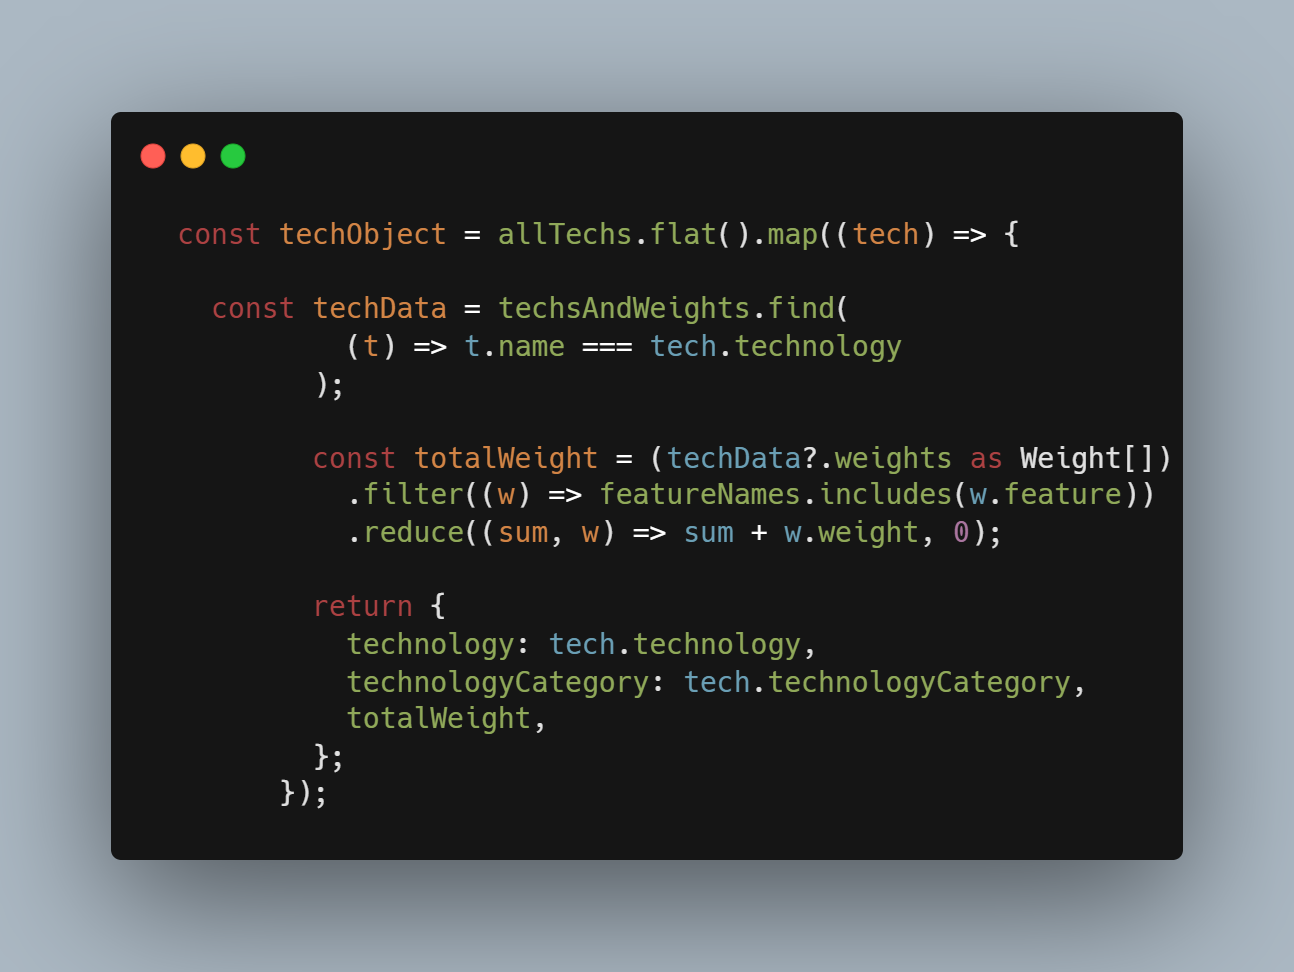 const techObject = allTechs.flat().map((tech) => {
const techData = techsAndWeights.find(
(t) => t.name === tech.technology
);
const totalWeight = (techData?.weights as Weight[])
.filter((w) => featureNames.includes(w.feature))
.reduce((sum, w) => sum + w.weight, 0);
return {
technology: tech.technology,
technologyCategory: tech.technologyCategory,
totalWeight,
};
});